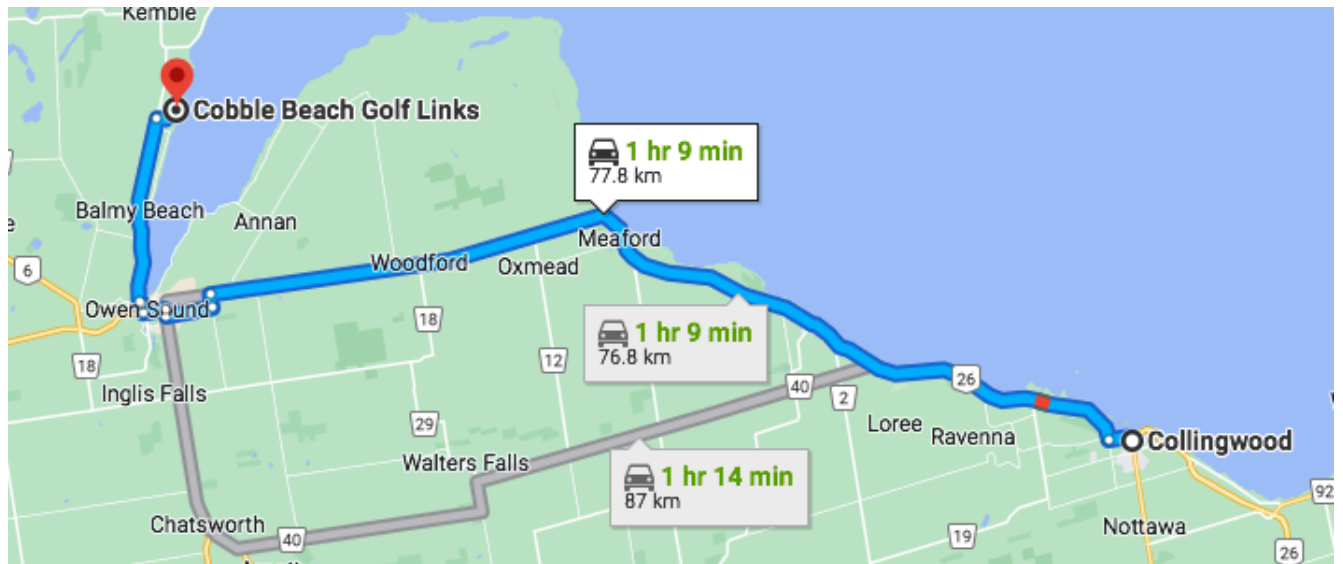 Kemble
Cobble Beach Golf Links
1 hr 9 min
77.8 km
Balmy Beach
Annan
Meaford
Woodford
Oxmead
6
Owen Sound
18
1 hr 9 min
76.8 km
18
12
26
Inglis Falls
40
2
29
Loree
Ravenna
Collingwood
Walters Falls
1 hr 14 min
87 km
92
Chatsworth
40
19
Nottawa
26